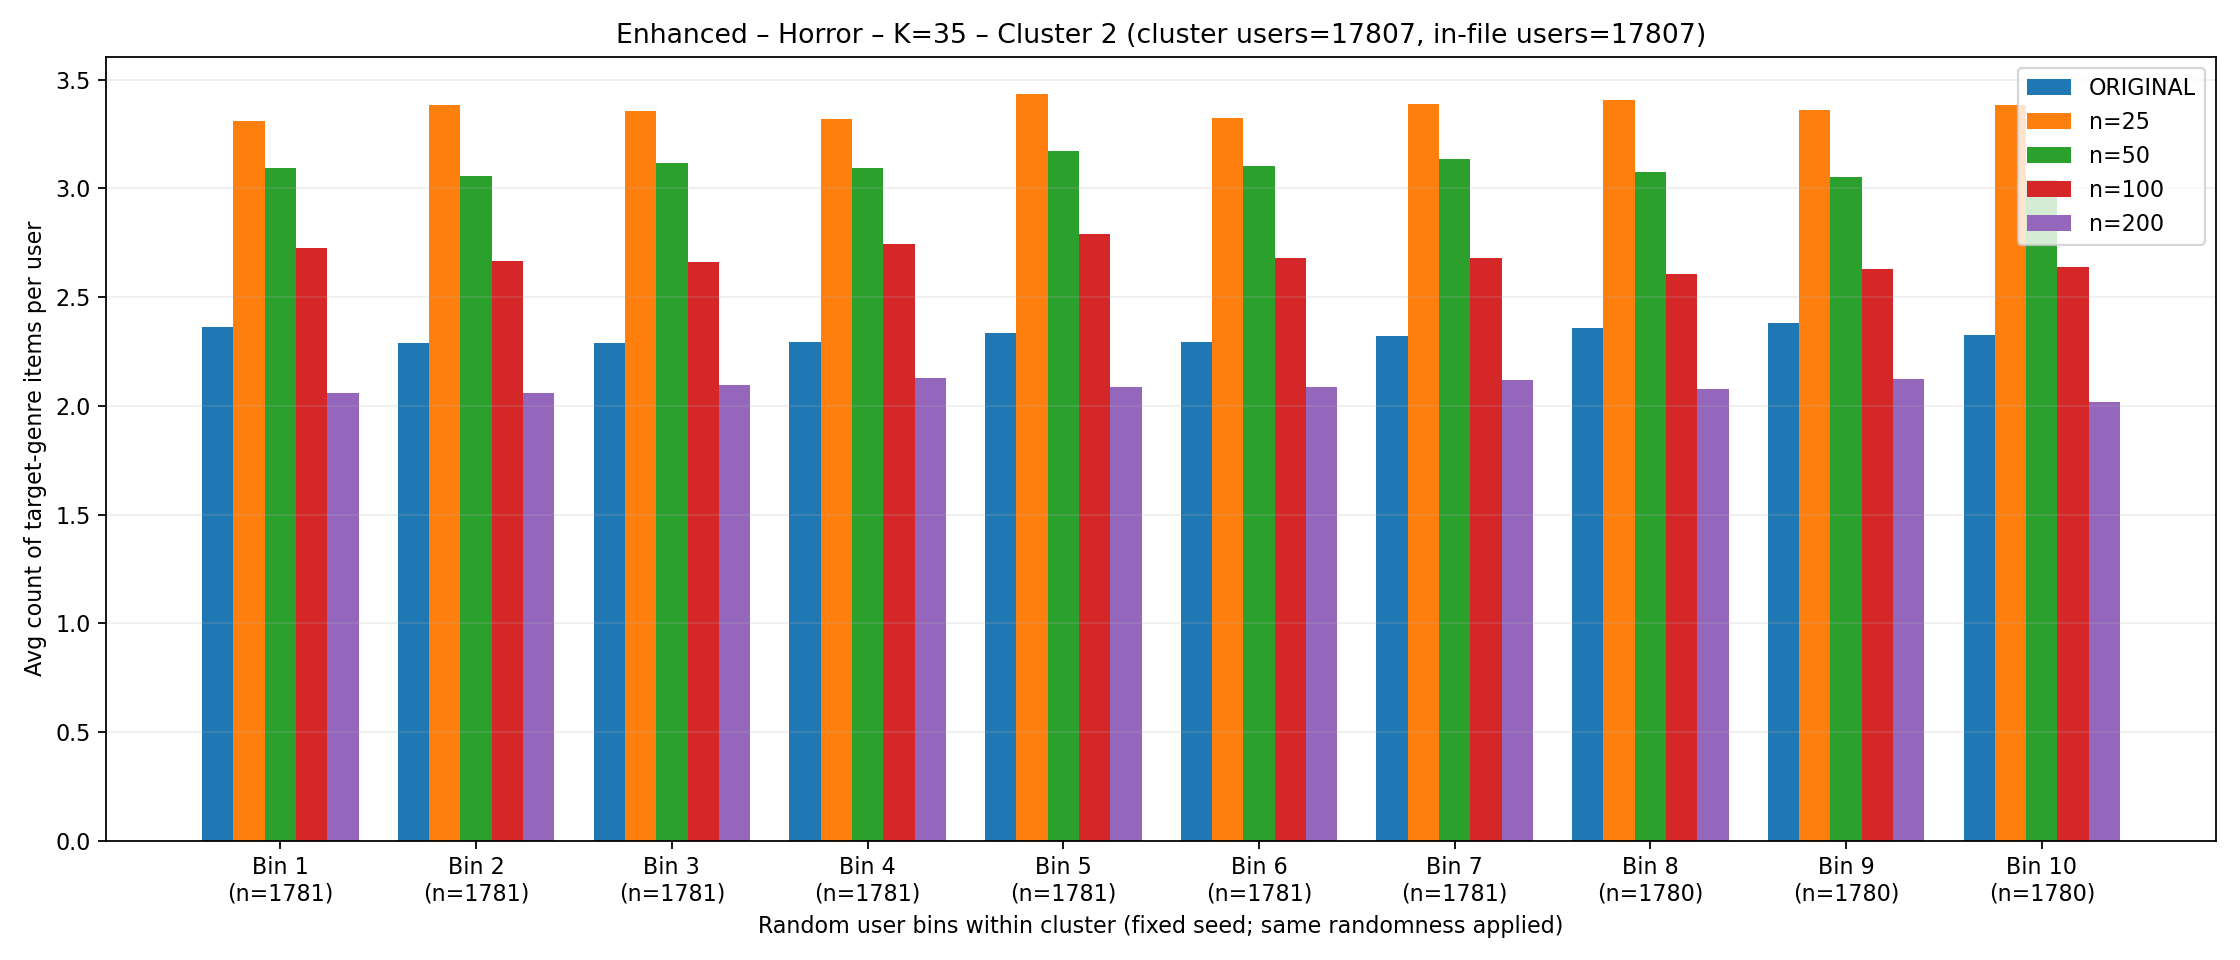 Enhanced – Horror – K=35 – Cluster 2 (cluster users=17807, in-file users=17807)
Avg count of target-genre items per user
3.5
3.0
2.5
2.0
1.5
1.0
0.5
0.0
ORIGINAL
n=25
n=50
n=100
n=200
Bin 1 Bin 2 Bin 3 Bin 4 Bin 5 Bin 6 Bin 7 Bin 8 Bin 9 Bin 10
(n=1781) (n=1781) (n=1781) (n=1781) (n=1781) (n=1781) (n=1781) (n=1780) (n=1780) (n=1780)
Random user bins within cluster (fixed seed; same randomness applied)